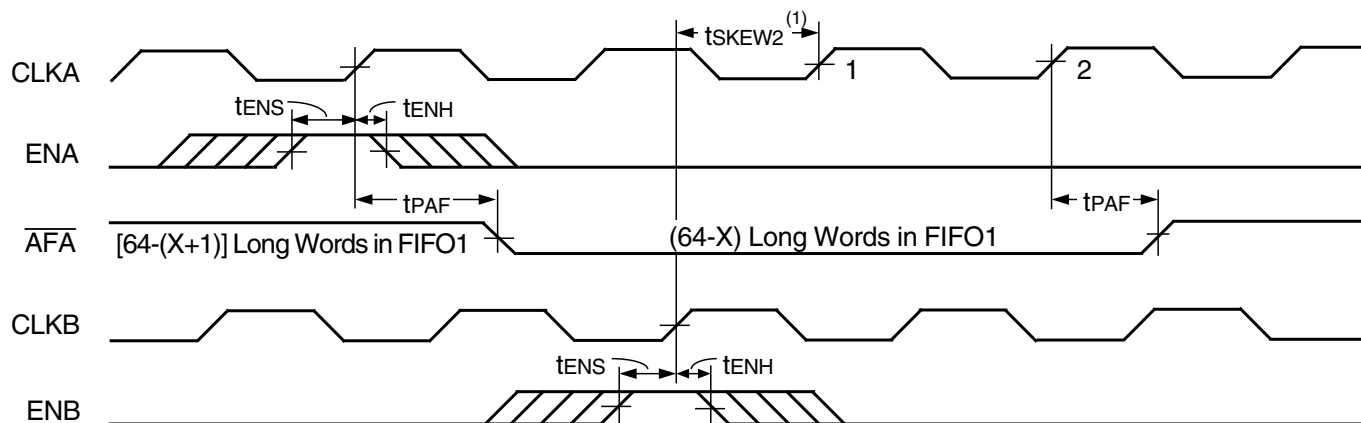 tSKEW2(1)
CLKA 1 2
tENS tENH
ENA
tPAF tPAF
AFA [64-(X+1)] Long Words in FIFO1 (64-X) Long Words in FIFO1
CLKB
tENS tENH
ENB